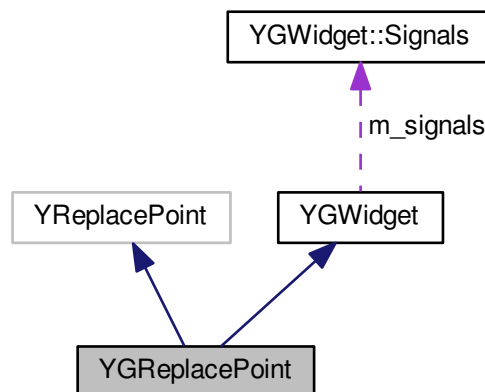 YGWidget::Signals
m_signals
YReplacePoint
YGWidget
YGReplacePoint